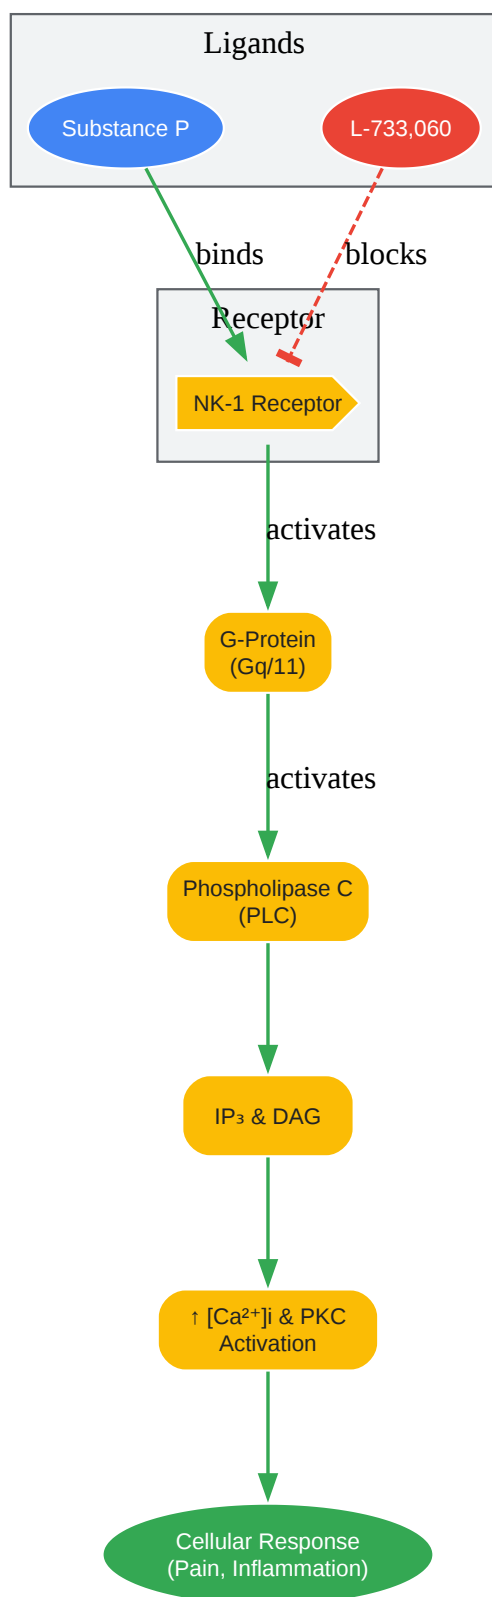 Ligands
Substance P
L-733,060
binds
blocks
Receptor
NK-1 Receptor
activates
G-Protein
(Gq/11)
activates
Phospholipase C
(PLC)
IP₃ & DAG
↑ [Ca²⁺]i & PKC
Activation
Cellular Response
(Pain, Inflammation)